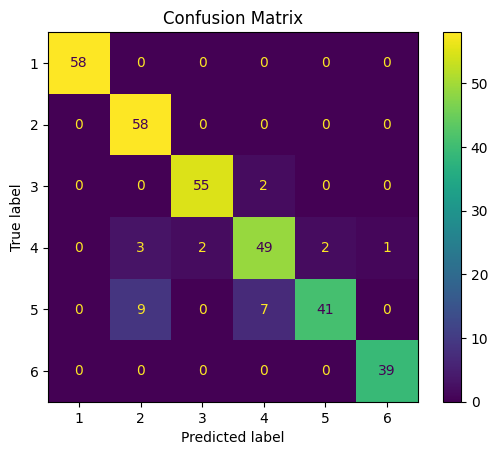 Confusion Matrix
True label
1 58 0 0 0 0 0
2 0 58 0 0 0 0
3 0 0 55 2 0 0
4 0 3 2 49 2 1
5 0 9 0 7 41 0
6 0 0 0 0 0 39
1 2 3 4 5 6
Predicted label
50
40
30
20
10
0